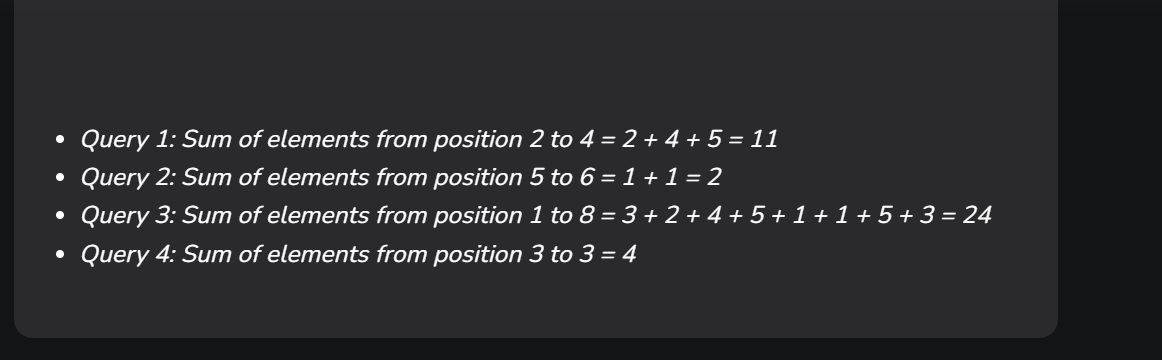 Query 1: Sum of elements from position 2 to 4 = 2 + 4 + 5 = 11
Query 2: Sum of elements from position 5 to 6 = 1 + 1 = 2
Query 3: Sum of elements from position 1 to 8 = 3 + 2 + 4 + 5 + 1 + 1 + 5 + 3 = 24
Query 4: Sum of elements from position 3 to 3 = 4